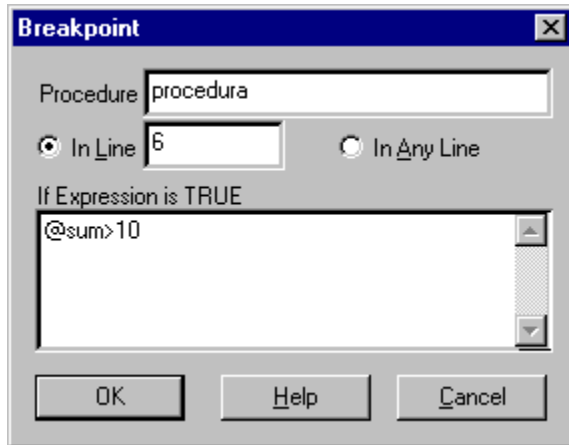 Breakpoint
Procedure procedura
In Line 6 In Any Line
If Expression is TRUE
@sum>10
OK Help Cancel